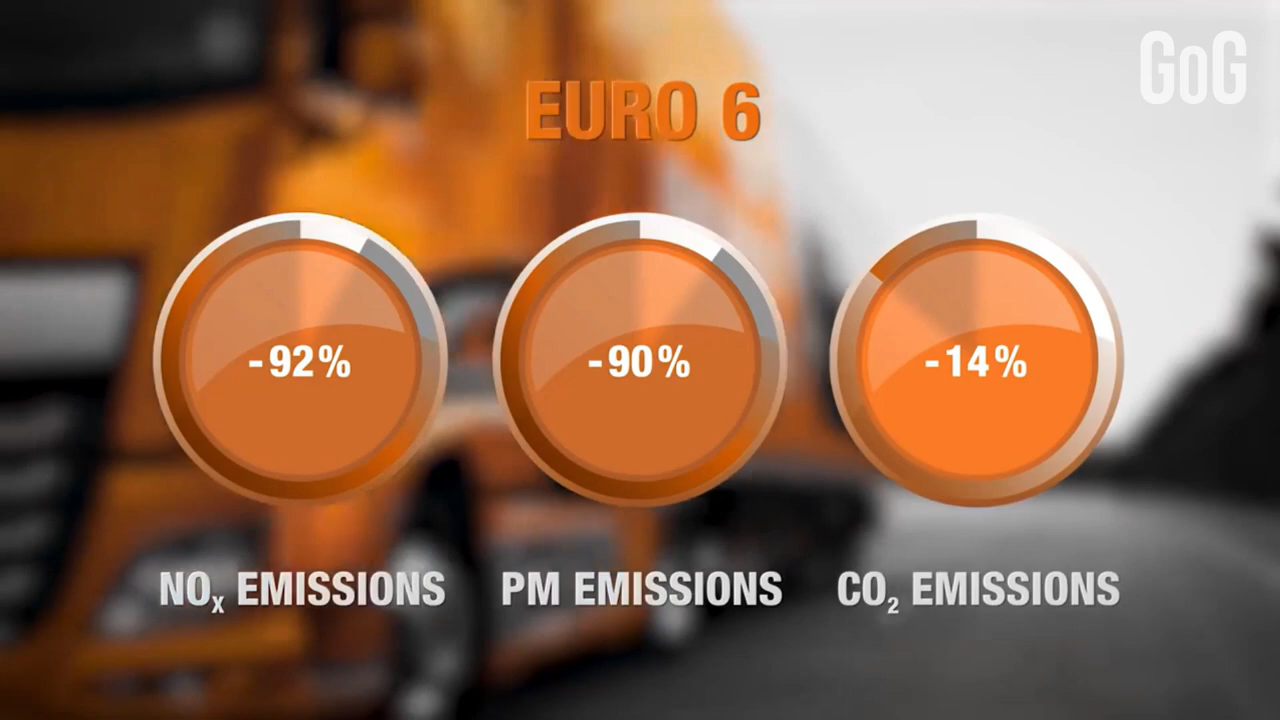 GoG
EURO 6
-92%
-90%
-14%
NOₓ EMISSIONS
PM EMISSIONS
CO₂ EMISSIONS